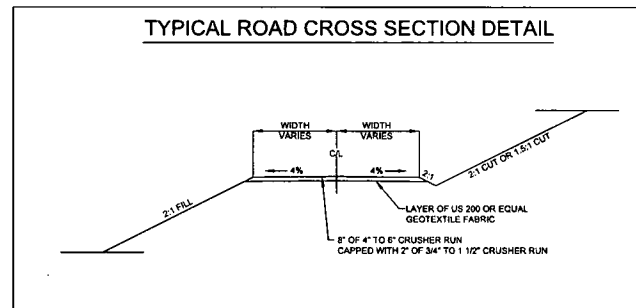 TYPICAL ROAD CROSS SECTION DETAIL
WIDTH VARIES
WIDTH VARIES
C/L
4%
4%
2:1
2:1 CUT OR 1.5:1 CUT
2:1 FILL
LAYER OF US 200 OR EQUAL
GEOTEXTILE FABRIC
8" OF 4" TO 6" CRUSHER RUN
CAPPED WITH 2" OF 3/4" TO 1 1/2" CRUSHER RUN